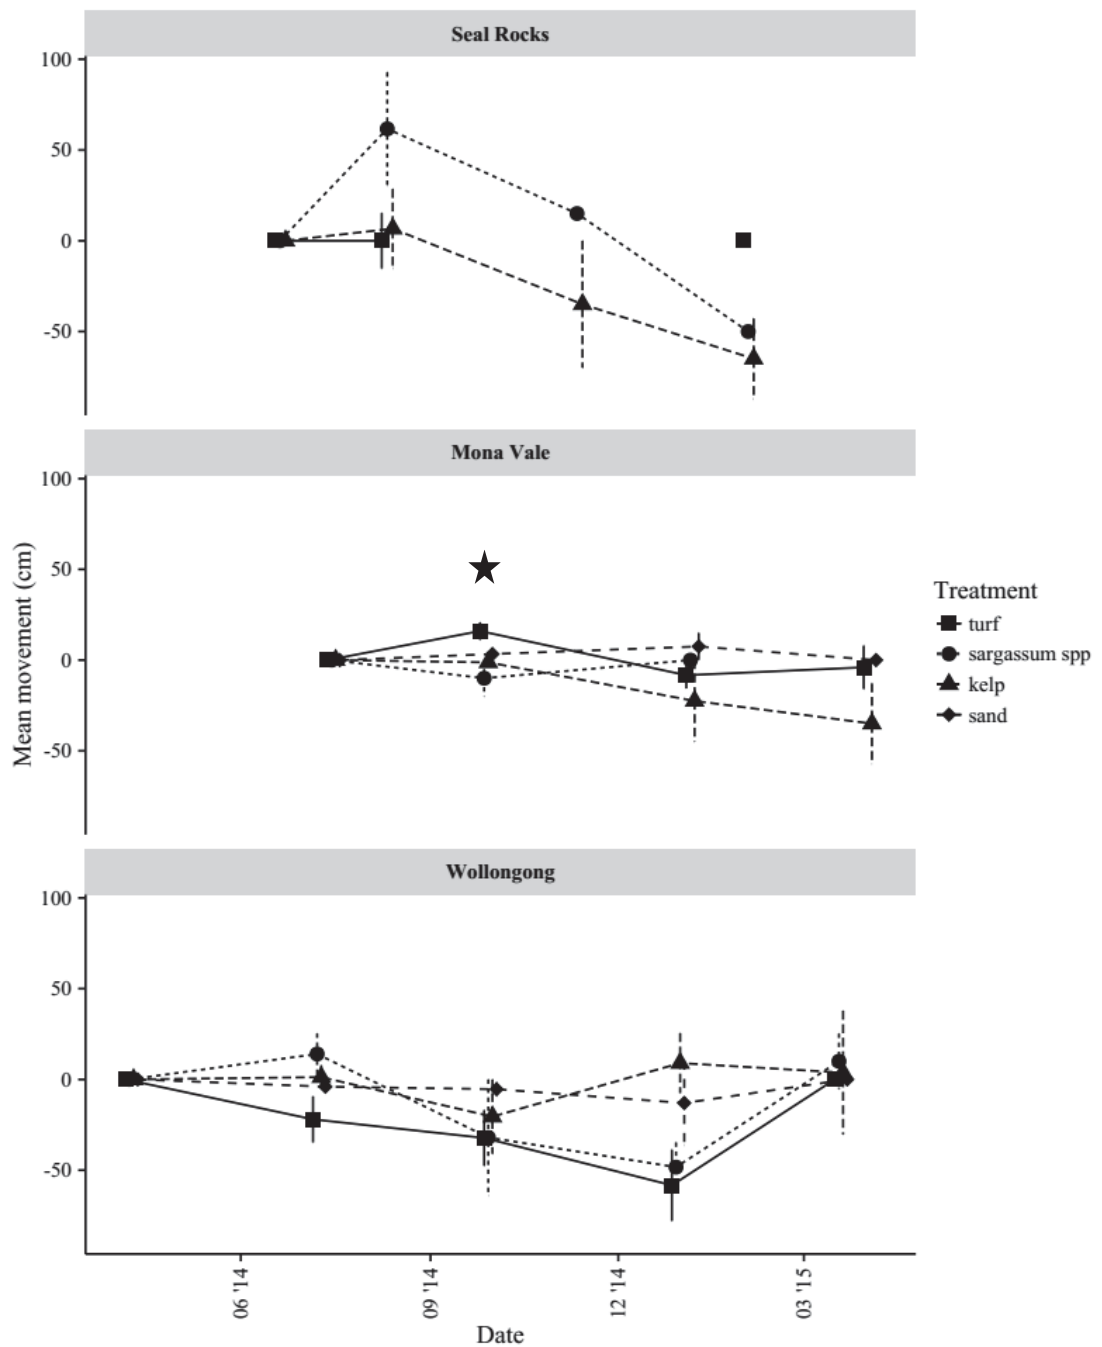 Seal Rocks
100
50
0
-50
Mona Vale
100
50
0
-50
Mean movement (cm)
Treatment
turf
sargassum spp
kelp
sand
Wollongong
100
50
0
-50
06 '14
09 '14
12 '14
03 '15
Date